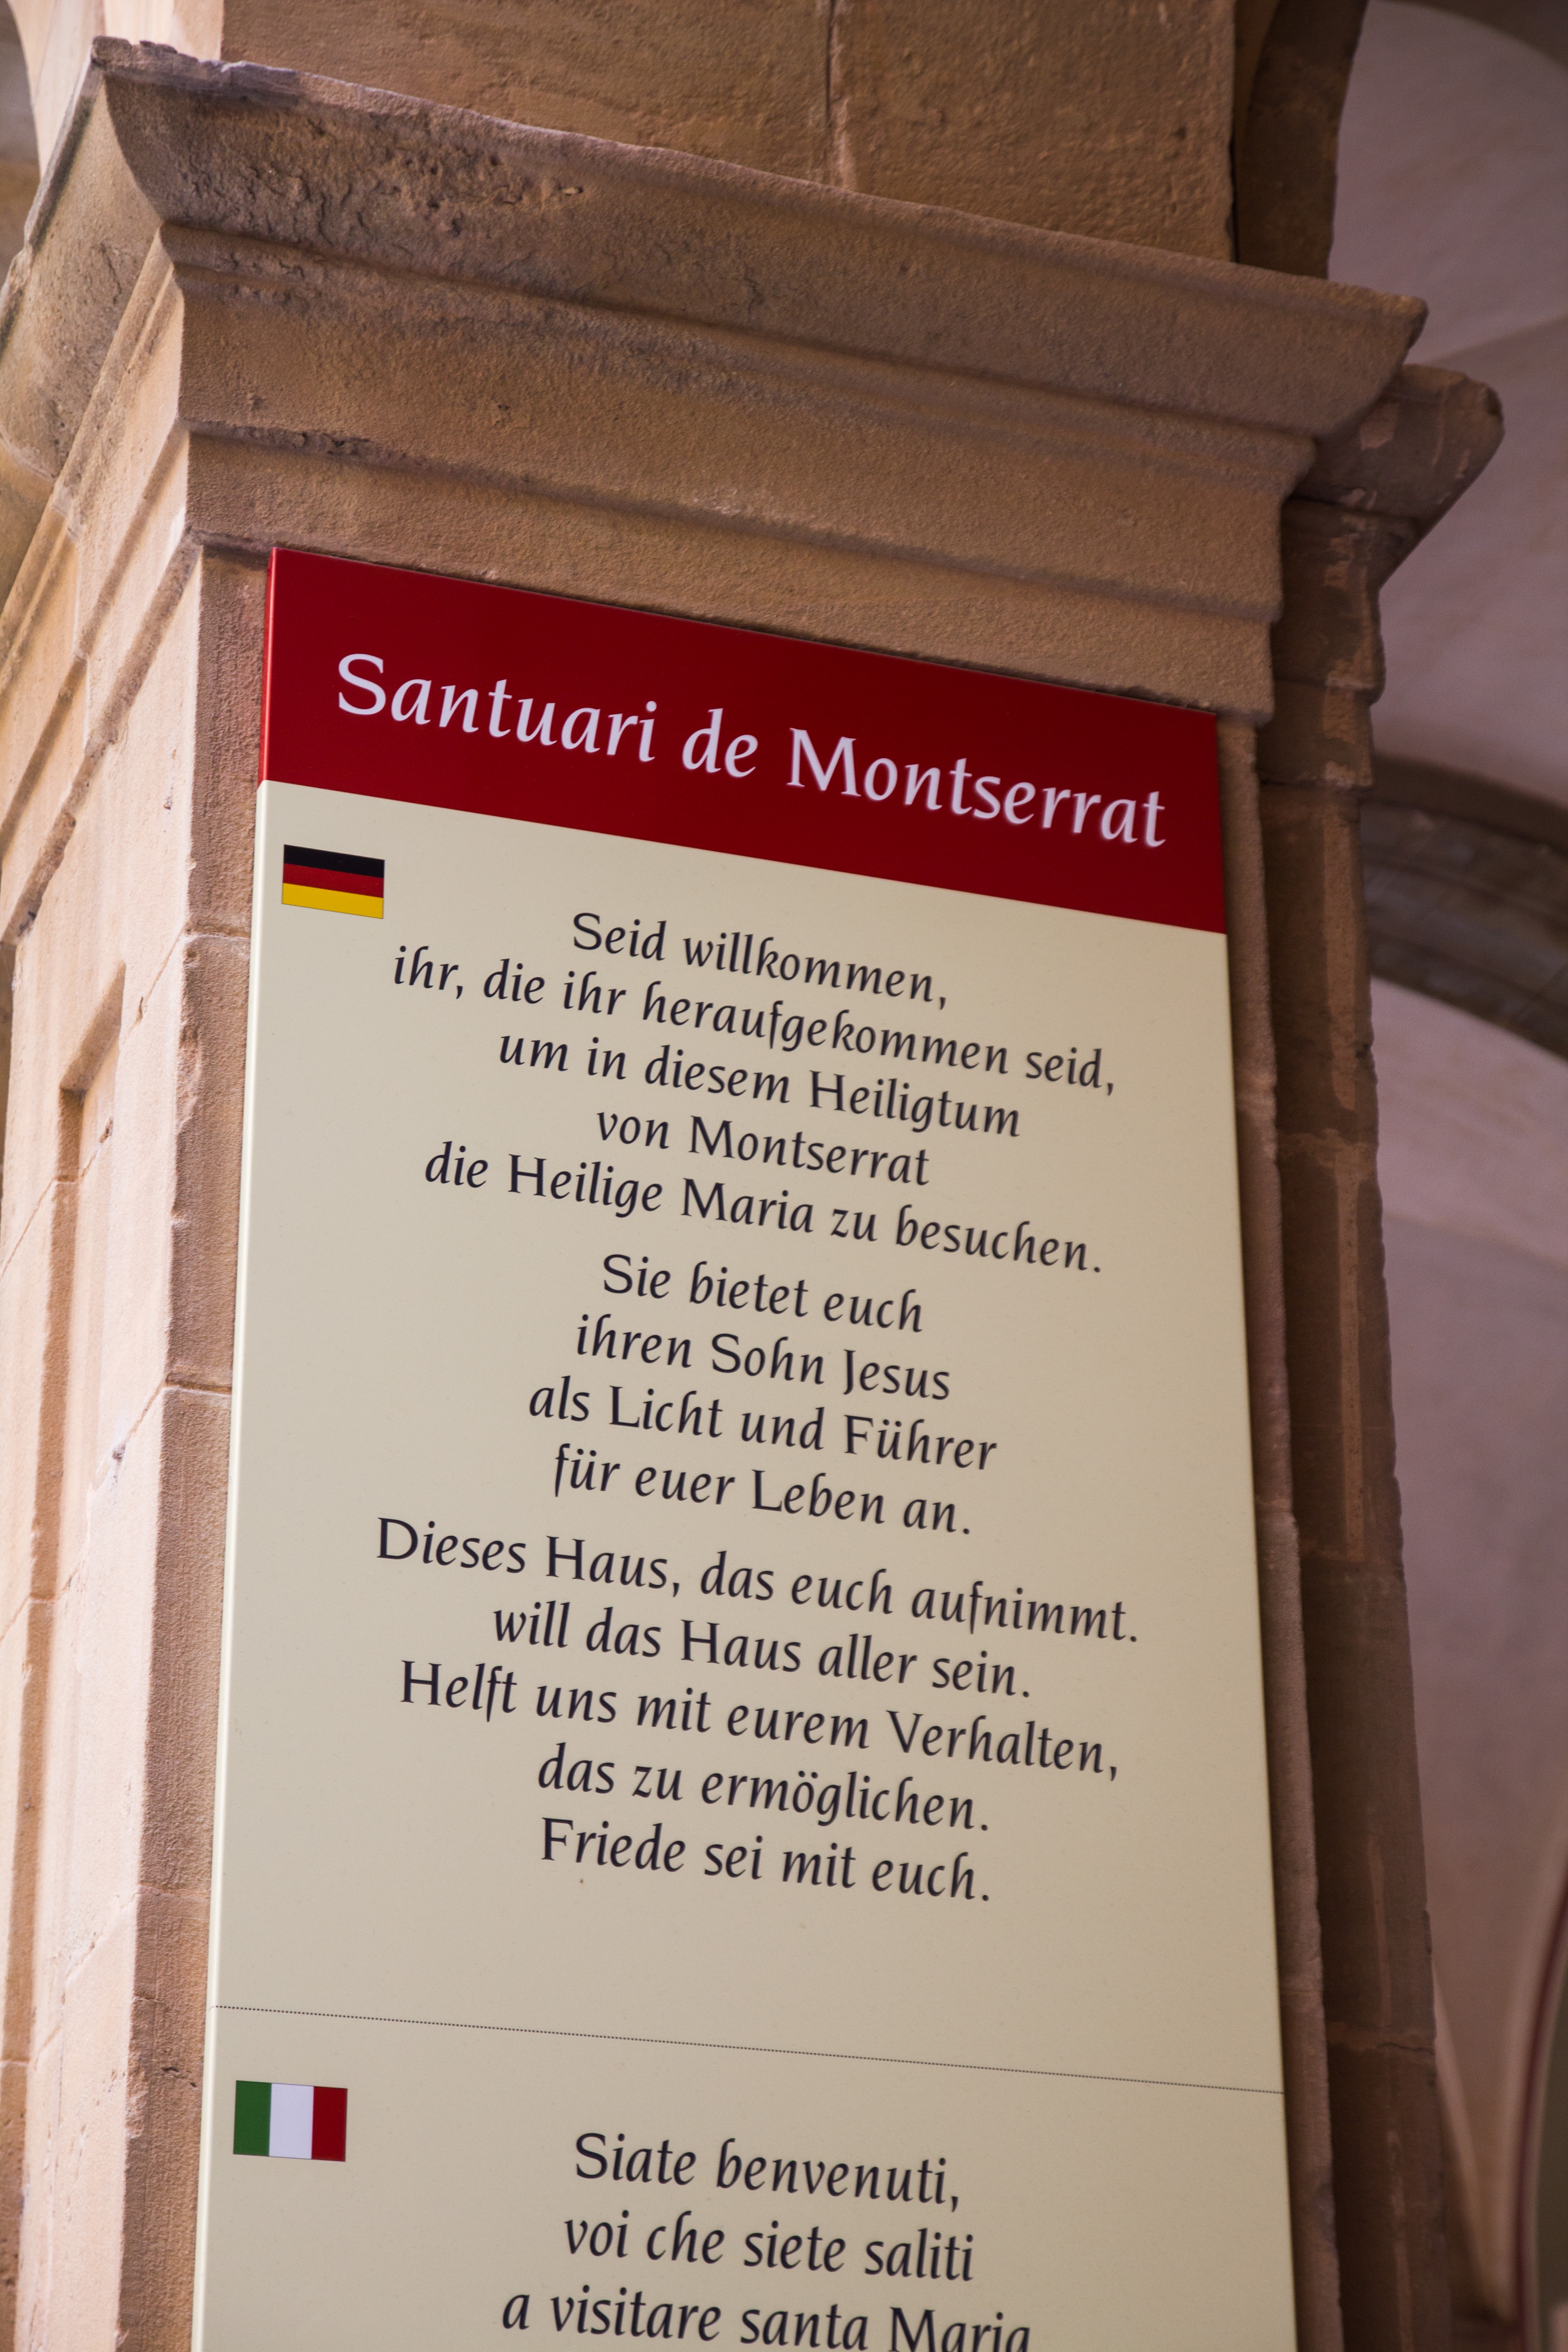 Santuari de Montserrat
Seid willkommen,
ihr, die ihr heraufgekommen seid,
um in diesem Heiligtum
von Montserrat
die Heilige Maria zu besuchen.
Sie bietet euch
ihren Sohn Jesus
als Licht und Führer
für euer Leben an.
Dieses Haus, das euch aufnimmt.
will das Haus aller sein.
Helft uns mit eurem Verhalten,
das zu ermöglichen.
Friede sei mit euch.
Siate benvenuti,
voi che siete saliti
a visitare santa Maria